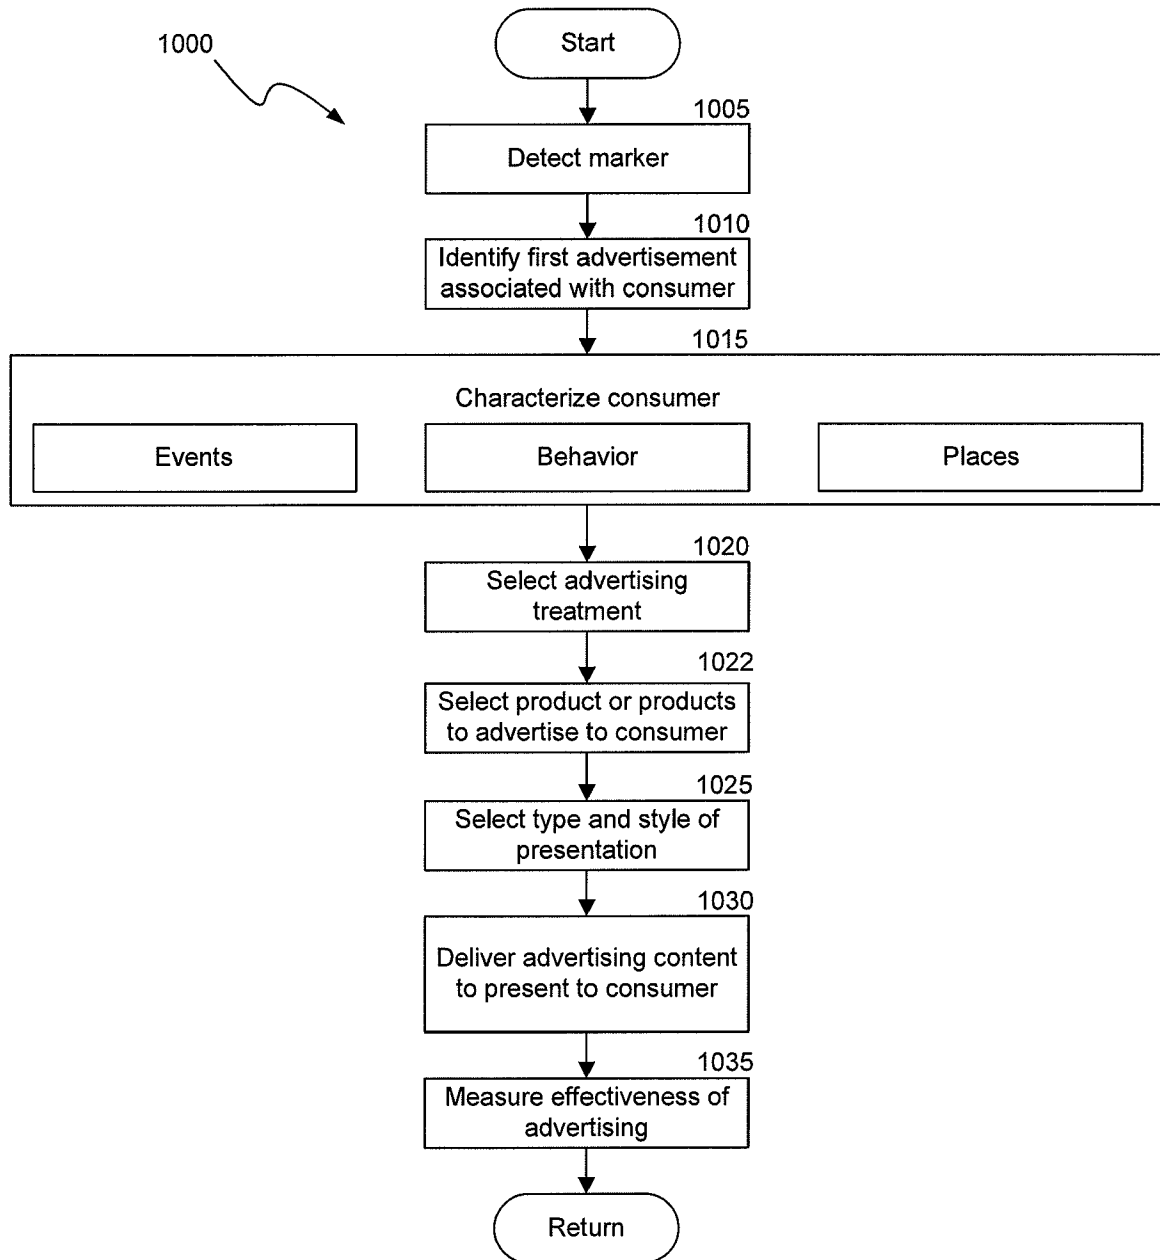 Start
1000
1005
Detect marker
1010
Identify first advertisement
associated with consumer
1015
Characterize consumer
Events
Behavior
Places
1020
Select advertising
treatment
1022
Select product or products
to advertise to consumer
1025
Select type and style of
presentation
1030
Deliver advertising content
to present to consumer
1035
Measure effectiveness of
advertising
Return